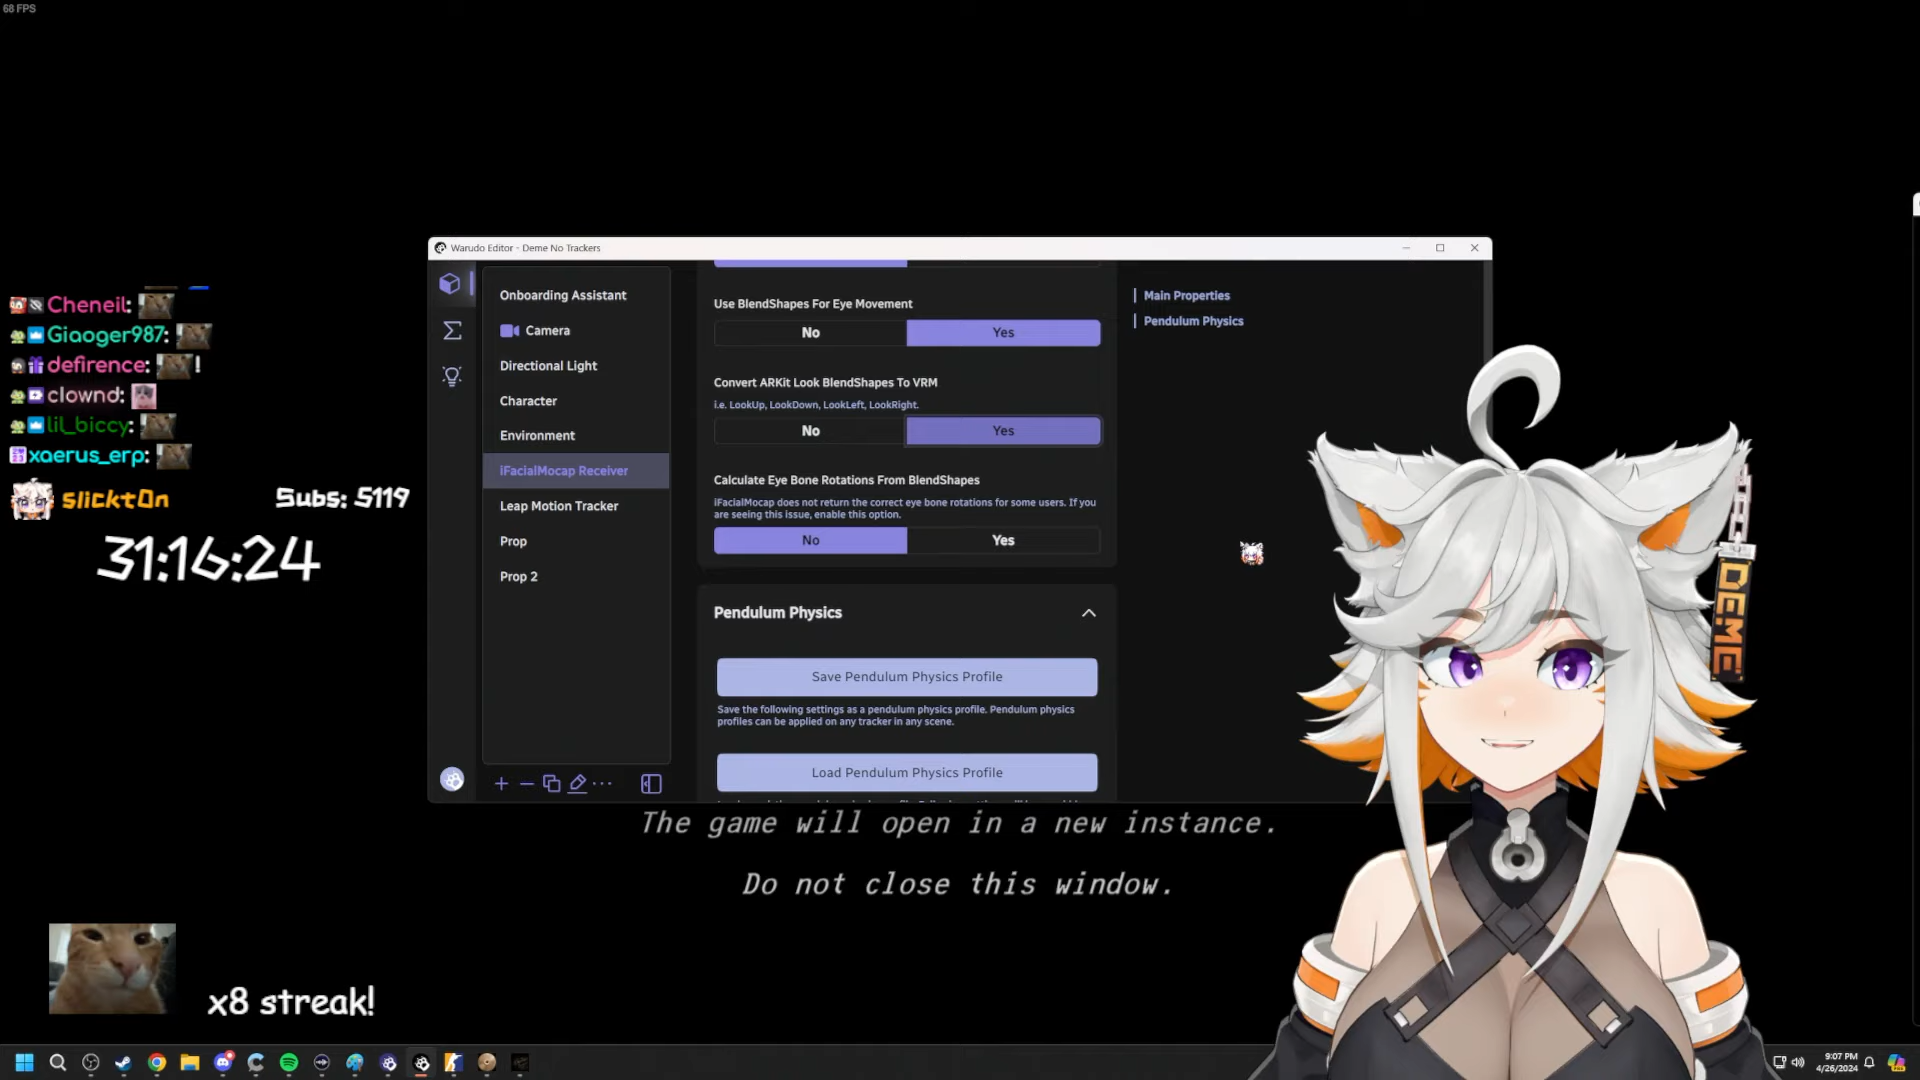 68 FPS
Warudo Editor - Deme No Trackers
Onboarding Assistant
Camera
Directional Light
Character
Environment
iFacialMocap Receiver
Leap Motion Tracker
Prop
Prop 2
Use BlendShapes For Eye Movement
No
Yes
Convert ARKit Look BlendShapes To VRM
i.e. LookUp, LookDown, LookLeft, LookRight.
No
Yes
Calculate Eye Bone Rotations From BlendShapes
iFacialMocap does not return the correct eye bone rotations for some users. If you
are seeing this issue, enable this option.
No
Yes
Pendulum Physics
Save Pendulum Physics Profile
Save the following settings as a pendulum physics profile. Pendulum physics
profiles can be applied on any tracker in any scene.
Load Pendulum Physics Profile
Main Properties
Pendulum Physics
Cheneil:
Giaoger987:
defirence: !
clownd:
lil_biccy:
xaerus_erp:
slickt0n
Subs: 5119
31:16:24
DEME
The game will open in a new instance.
Do not close this window.
x8 streak!
9:07 PM
4/26/2024